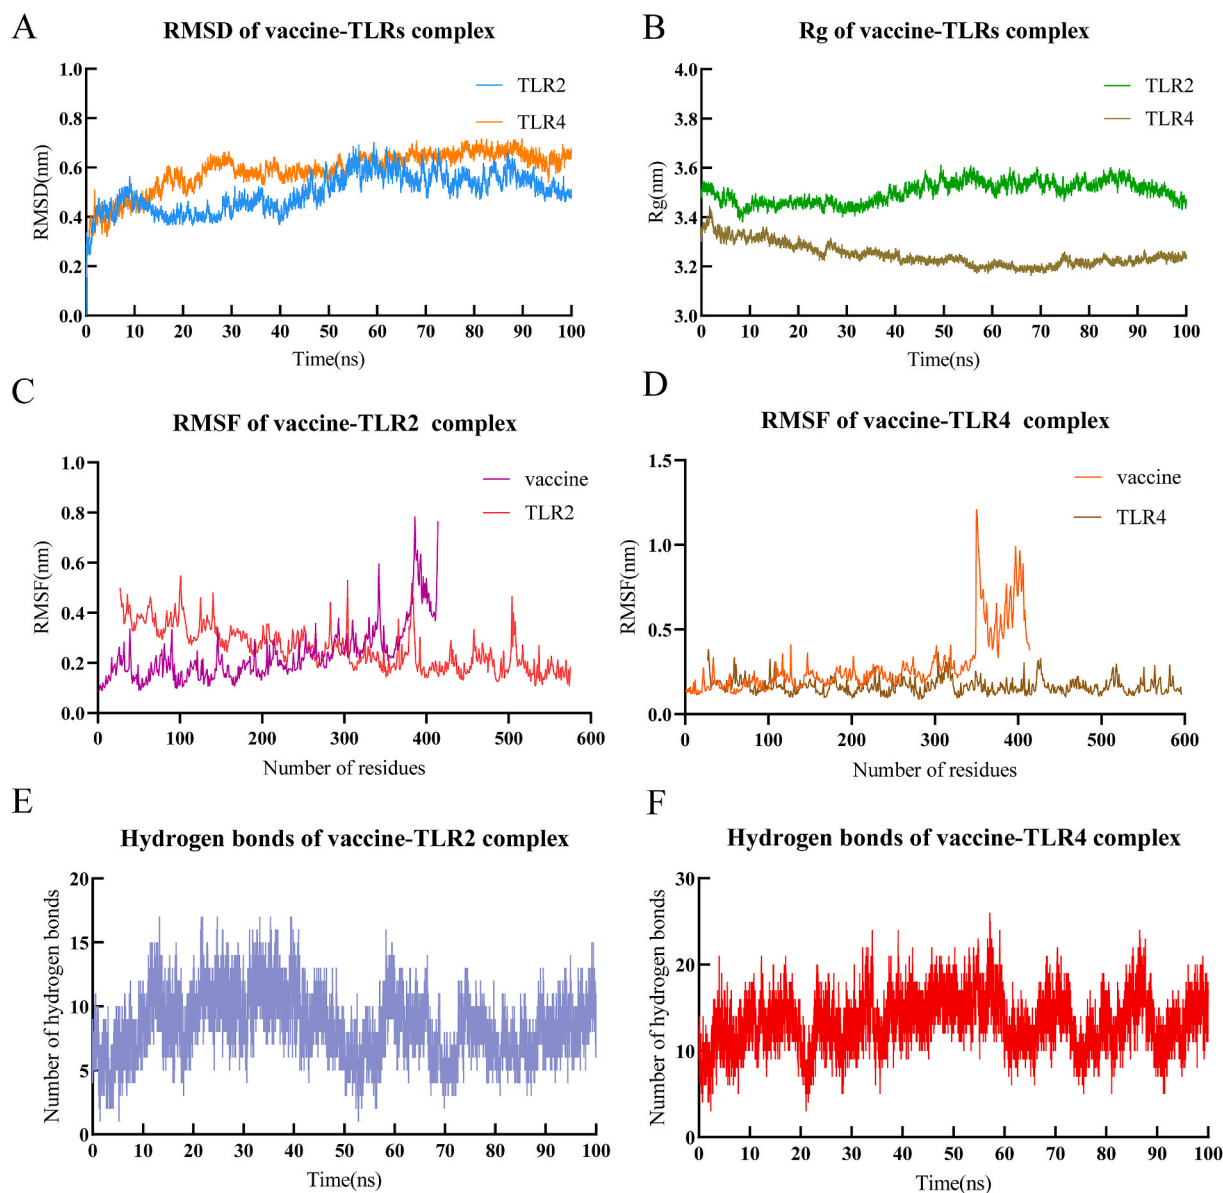 A
RMSD of vaccine-TLRs complex
RMSD(nm)
1.0
0.8
0.6
0.4
0.2
0.0
TLR2
TLR4
0 10 20 30 40 50 60 70 80 90 100
Time(ns)
B
Rg of vaccine-TLRs complex
Rg(nm)
4.0
3.8
3.6
3.4
3.2
3.0
TLR2
TLR4
0 10 20 30 40 50 60 70 80 90 100
Time(ns)
C
RMSF of vaccine-TLR2 complex
RMSF(nm)
1.0
0.8
0.6
0.4
0.2
0.0
vaccine
TLR2
0 100 200 300 400 500 600
Number of residues
D
RMSF of vaccine-TLR4 complex
RMSF(nm)
1.5
1.0
0.5
0.0
vaccine
TLR4
0 100 200 300 400 500 600
Number of residues
E
Hydrogen bonds of vaccine-TLR2 complex
Number of hydrogen bonds
20
15
10
5
0
0 10 20 30 40 50 60 70 80 90 100
Time(ns)
F
Hydrogen bonds of vaccine-TLR4 complex
Number of hydrogen bonds
30
20
10
0
0 10 20 30 40 50 60 70 80 90 100
Time(ns)